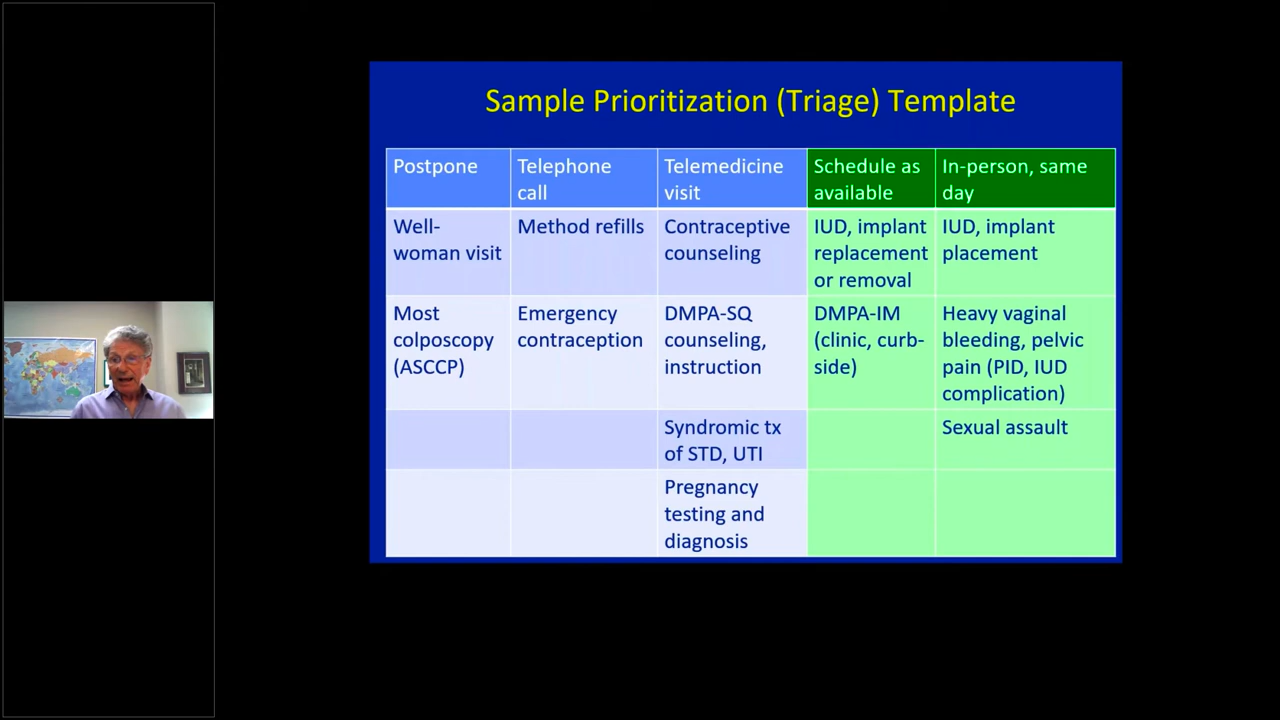 Sample Prioritization (Triage) Template
Postpone
Telephone
call
Telemedicine
visit
Schedule as
available
In-person, same
day
Well-
woman visit
Method refills
Contraceptive
counseling
IUD, implant
replacement
or removal
IUD, implant
placement
Most
colposcopy
(ASCCP)
Emergency
contraception
DMPA-SQ
counseling,
instruction
DMPA-IM
(clinic, curb-
side)
Heavy vaginal
bleeding, pelvic
pain (PID, IUD
complication)
Syndromic tx
of STD, UTI
Sexual assault
Pregnancy
testing and
diagnosis